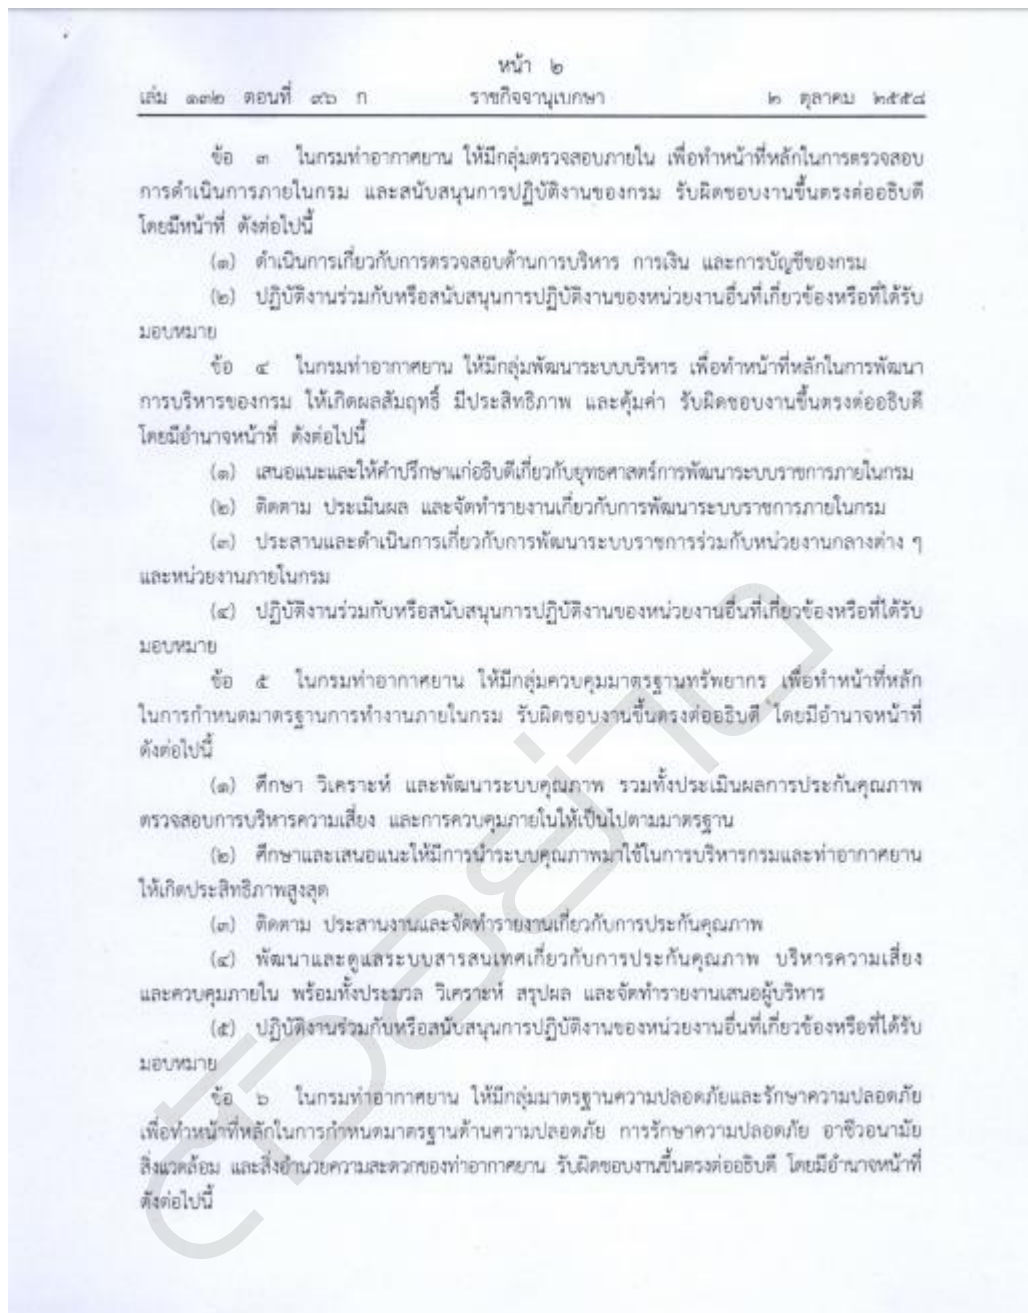 หน้า ๒
เล่ม ๑๓๒ ตอนที่ ๙๖ ก ราชกิจจานุเบกษา ๒ ตุลาคม ๒๕๕๘
ข้อ ๓ ในกรมท่าอากาศยาน ให้มีกลุ่มตรวจสอบภายใน เพื่อทำหน้าที่หลักในการตรวจสอบ
การดำเนินการภายในกรม และสนับสนุนการปฏิบัติงานของกรม รับผิดชอบงานขึ้นตรงต่ออธิบดี
โดยมีหน้าที่ ดังต่อไปนี้
(๑) ดำเนินการเกี่ยวกับการตรวจสอบด้านการบริหาร การเงิน และการบัญชีของกรม
(๒) ปฏิบัติงานร่วมกับหรือสนับสนุนการปฏิบัติงานของหน่วยงานอื่นที่เกี่ยวข้องหรือที่ได้รับ
มอบหมาย
ข้อ ๔ ในกรมท่าอากาศยาน ให้มีกลุ่มพัฒนาระบบบริหาร เพื่อทำหน้าที่หลักในการพัฒนา
การบริหารของกรม ให้เกิดผลสัมฤทธิ์ มีประสิทธิภาพ และคุ้มค่า รับผิดชอบงานขึ้นตรงต่ออธิบดี
โดยมีอำนาจหน้าที่ ดังต่อไปนี้
(๑) เสนอแนะและให้คำปรึกษาแก่อธิบดีเกี่ยวกับยุทธศาสตร์การพัฒนาระบบราชการภายในกรม
(๒) ติดตาม ประเมินผล และจัดทำรายงานเกี่ยวกับการพัฒนาระบบราชการภายในกรม
(๓) ประสานและดำเนินการเกี่ยวกับการพัฒนาระบบราชการร่วมกับหน่วยงานกลางต่าง ๆ
และหน่วยงานภายในกรม
(๔) ปฏิบัติงานร่วมกับหรือสนับสนุนการปฏิบัติงานของหน่วยงานอื่นที่เกี่ยวข้องหรือที่ได้รับ
มอบหมาย
ข้อ ๕ ในกรมท่าอากาศยาน ให้มีกลุ่มควบคุมมาตรฐานทรัพยากร เพื่อทำหน้าที่หลัก
ในการกำหนดมาตรฐานการทำงานภายในกรม รับผิดชอบงานขึ้นตรงต่ออธิบดี โดยมีอำนาจหน้าที่
ดังต่อไปนี้
(๑) ศึกษา วิเคราะห์ และพัฒนาระบบคุณภาพ รวมทั้งประเมินผลการประกันคุณภาพ
ตรวจสอบการบริหารความเสี่ยง และการควบคุมภายในให้เป็นไปตามมาตรฐาน
(๒) ศึกษาและเสนอแนะให้มีการนำระบบคุณภาพมาใช้ในการบริหารกรมและท่าอากาศยาน
ให้เกิดประสิทธิภาพสูงสุด
(๓) ติดตาม ประสานงานและจัดทำรายงานเกี่ยวกับการประกันคุณภาพ
(๔) พัฒนาและดูแลระบบสารสนเทศเกี่ยวกับการประกันคุณภาพ บริหารความเสี่ยง
และควบคุมภายใน พร้อมทั้งประมวล วิเคราะห์ สรุปผล และจัดทำรายงานเสนอผู้บริหาร
(๕) ปฏิบัติงานร่วมกับหรือสนับสนุนการปฏิบัติงานของหน่วยงานอื่นที่เกี่ยวข้องหรือที่ได้รับ
มอบหมาย
ข้อ ๖ ในกรมท่าอากาศยาน ให้มีกลุ่มมาตรฐานความปลอดภัยและรักษาความปลอดภัย
เพื่อทำหน้าที่หลักในการกำหนดมาตรฐานด้านความปลอดภัย การรักษาความปลอดภัย อาชีวอนามัย
สิ่งแวดล้อม และสิ่งอำนวยความสะดวกของท่าอากาศยาน รับผิดชอบงานขึ้นตรงต่ออธิบดี โดยมีอำนาจหน้าที่
ดังต่อไปนี้
ตัวอย่าง